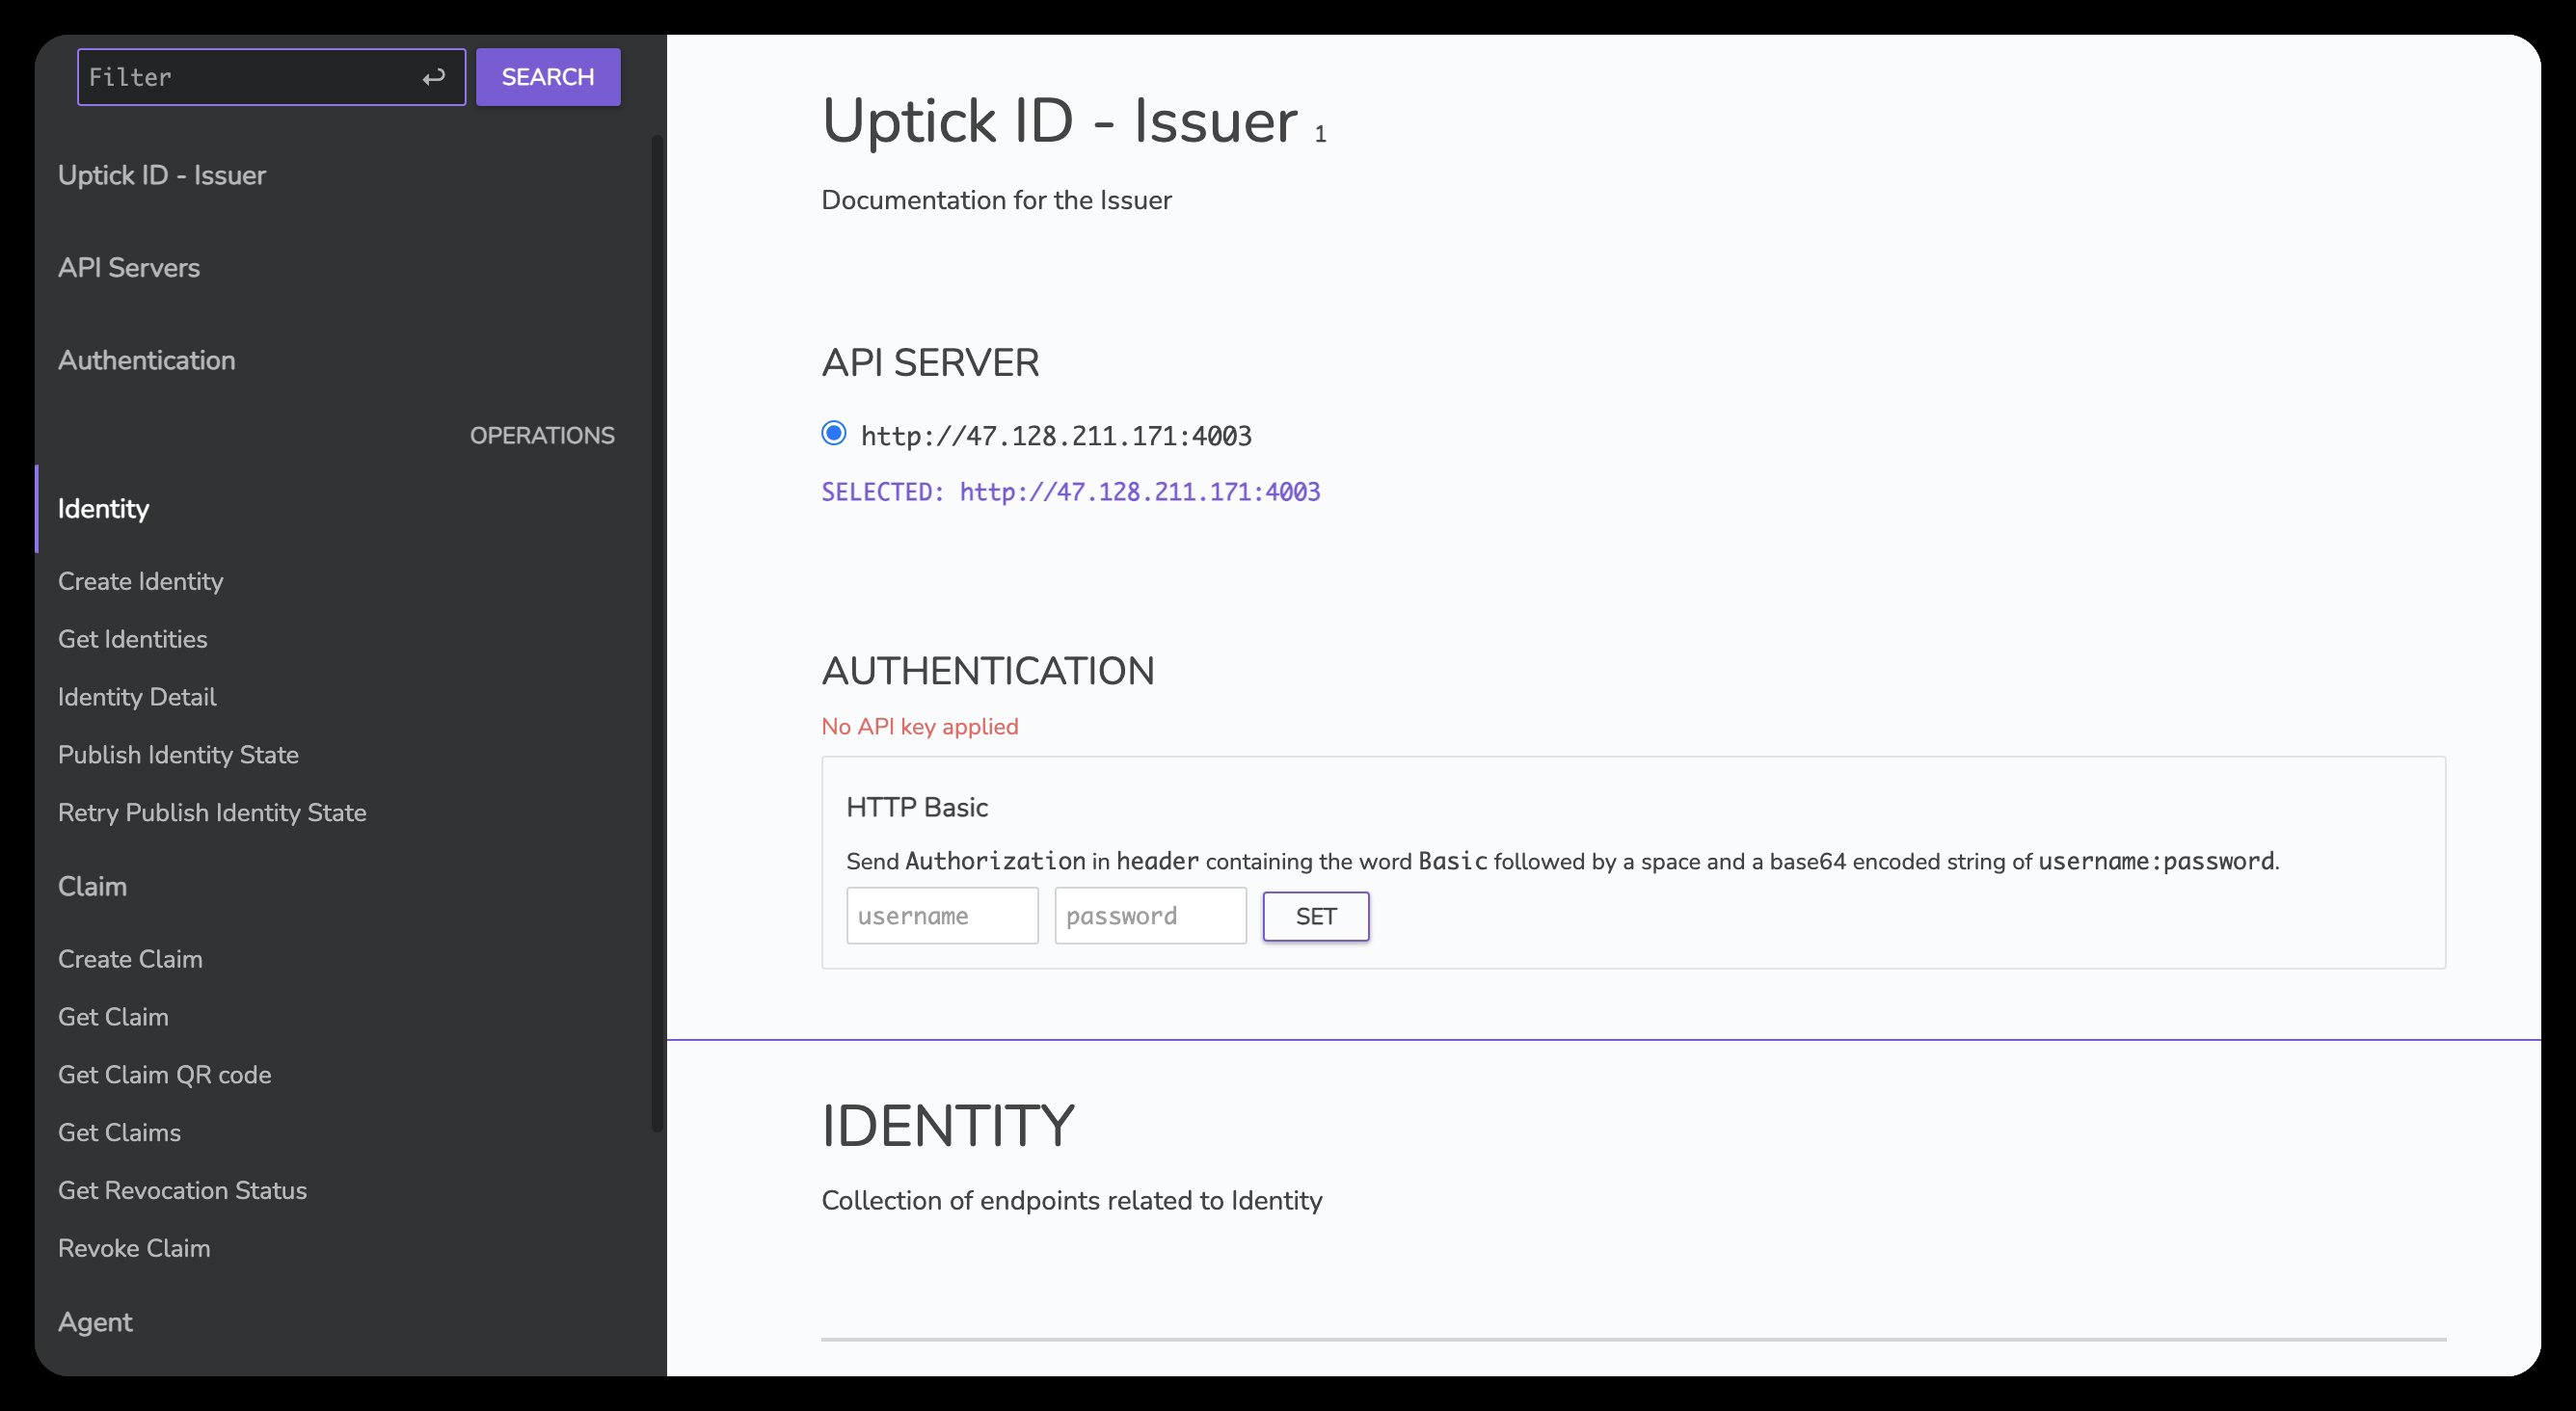 Filter
SEARCH
Uptick ID - Issuer
API Servers
Authentication
OPERATIONS
Identity
Create Identity
Get Identities
Identity Detail
Publish Identity State
Retry Publish Identity State
Claim
Create Claim
Get Claim
Get Claim QR code
Get Claims
Get Revocation Status
Revoke Claim
Agent
Uptick ID - Issuer 1
Documentation for the Issuer
API SERVER
http://47.128.211.171:4003
SELECTED: http://47.128.211.171:4003
AUTHENTICATION
No API key applied
HTTP Basic
Send Authorization in header containing the word Basic followed by a space and a base64 encoded string of username:password.
username password SET
IDENTITY
Collection of endpoints related to Identity